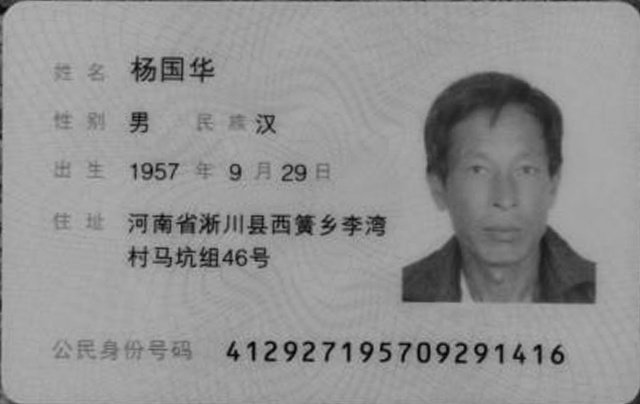 姓名 杨国华
性别 男 民族 汉
出生 1957 年 9 月 29 日
住址 河南省淅川县西簧乡李湾
村马坑组46号
公民身份号码 412927195709291416